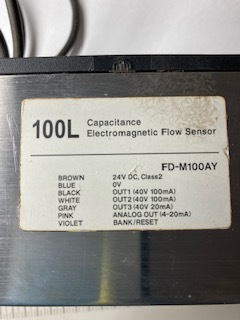 100L Capacitance
Electromagnetic Flow Sensor
FD-M100AY
BROWN 24V DC, Class2
BLUE 0V
BLACK OUT1 (40V 100mA)
WHITE OUT2 (40V 100mA)
GRAY OUT3 (40V 20mA)
PINK ANALOG OUT (4-20mA)
VIOLET BANK/RESET